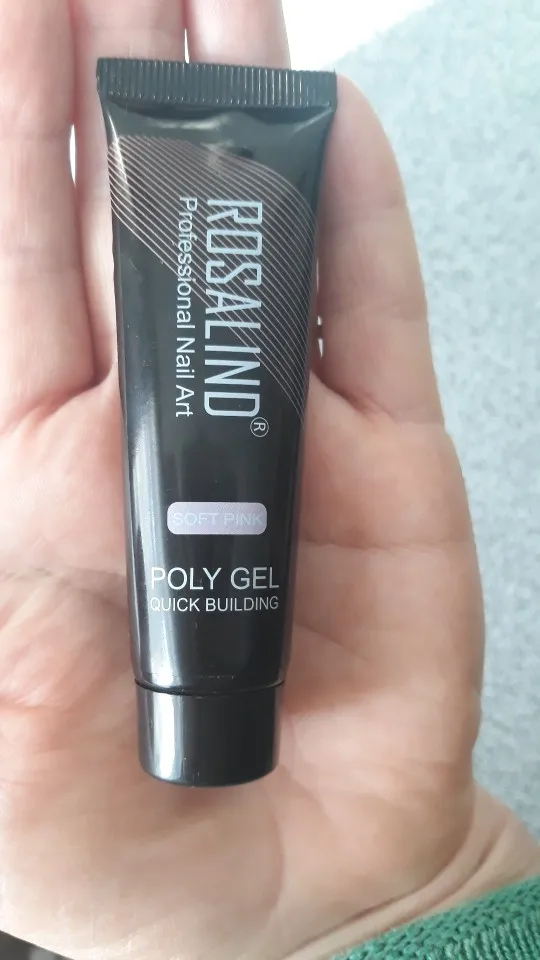 ROSALIND®
Professional Nail Art
SOFT PINK
POLY GEL
QUICK BUILDING